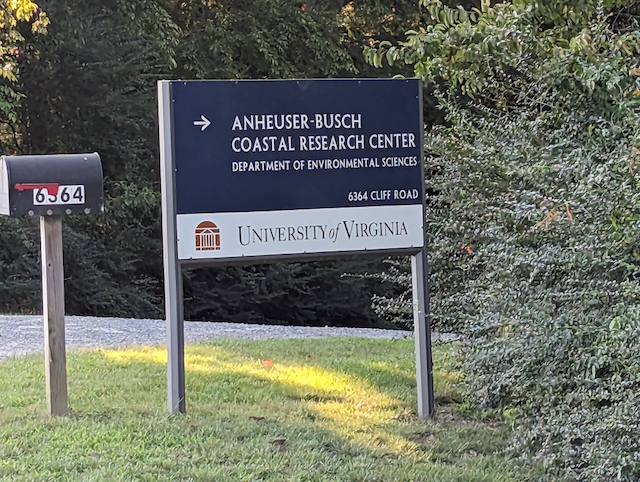 ANHEUSER-BUSCH
COASTAL RESEARCH CENTER
DEPARTMENT OF ENVIRONMENTAL SCIENCES
6364 CLIFF ROAD
UNIVERSITY of VIRGINIA
6364